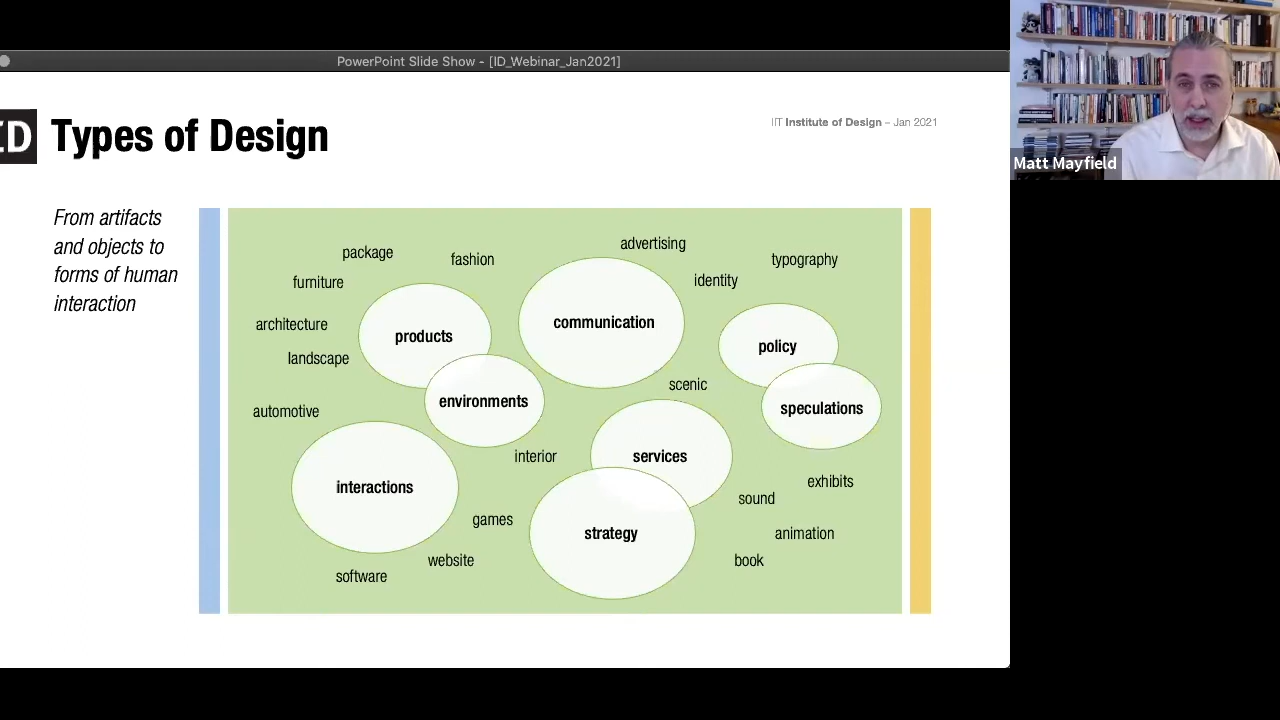 PowerPoint Slide Show - [ID_Webinar_Jan2021]
ID
Types of Design
IIT Institute of Design – Jan 2021
Matt Mayfield
From artifacts
and objects to
forms of human
interaction
package
fashion
advertising
typography
furniture
identity
architecture
products
communication
policy
landscape
scenic
automotive
environments
speculations
interior
services
interactions
exhibits
sound
games
strategy
animation
website
book
software